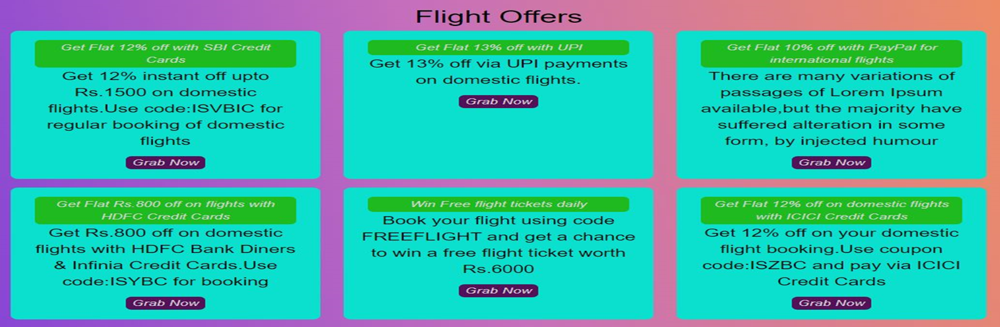 Flight Offers
Get Flat 12% off with SBI Credit
Cards
Get 12% instant off upto
Rs.1500 on domestic
flights.Use code:ISVBIC for
regular booking of domestic
flights
Grab Now
Get Flat 13% off with UPI
Get 13% off via UPI payments
on domestic flights.
Grab Now
Get Flat 10% off with PayPal for
international flights
There are many variations of
passages of Lorem Ipsum
available,but the majority have
suffered alteration in some
form, by injected humour
Grab Now
Get Flat Rs.800 off on flights with
HDFC Credit Cards
Get Rs.800 off on domestic
flights with HDFC Bank Diners
& Infinia Credit Cards.Use
code:ISYBC for booking
Grab Now
Win Free flight tickets daily
Book your flight using code
FREEFLIGHT and get a chance
to win a free flight ticket worth
Rs.6000
Grab Now
Get Flat 12% off on domestic flights
with ICICI Credit Cards
Get 12% off on your domestic
flight booking.Use coupon
code:ISZBC and pay via ICICI
Credit Cards
Grab Now